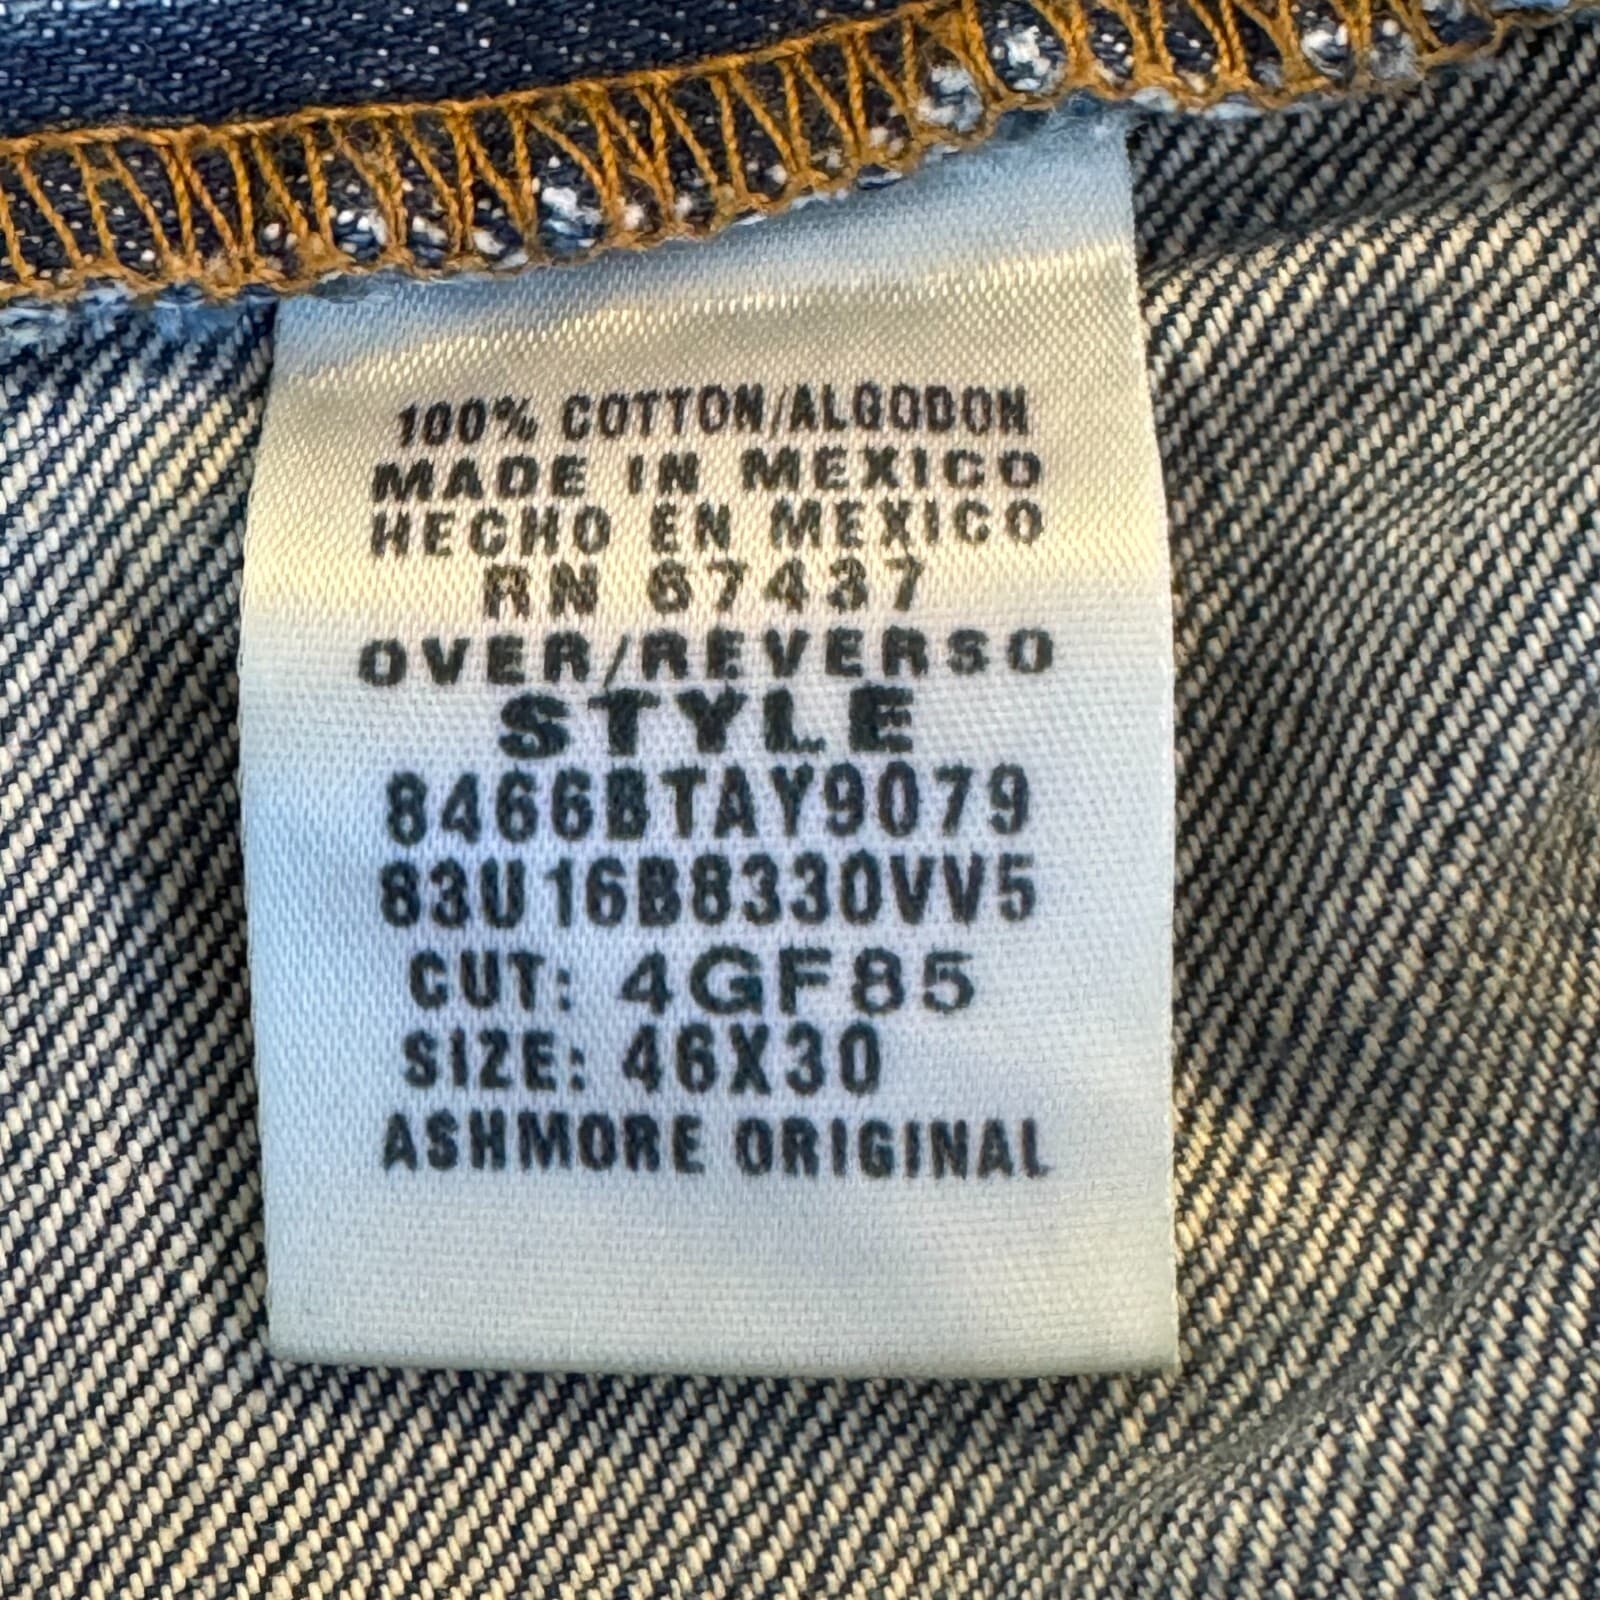 100% COTTON/ALGODON
MADE IN MEXICO
HECHO EN MEXICO
RN 67437
OVER/REVERSO
STYLE
8466BTAY9079
83U16B8330VV5
CUT: 4GF85
SIZE: 46X30
ASHMORE ORIGINAL